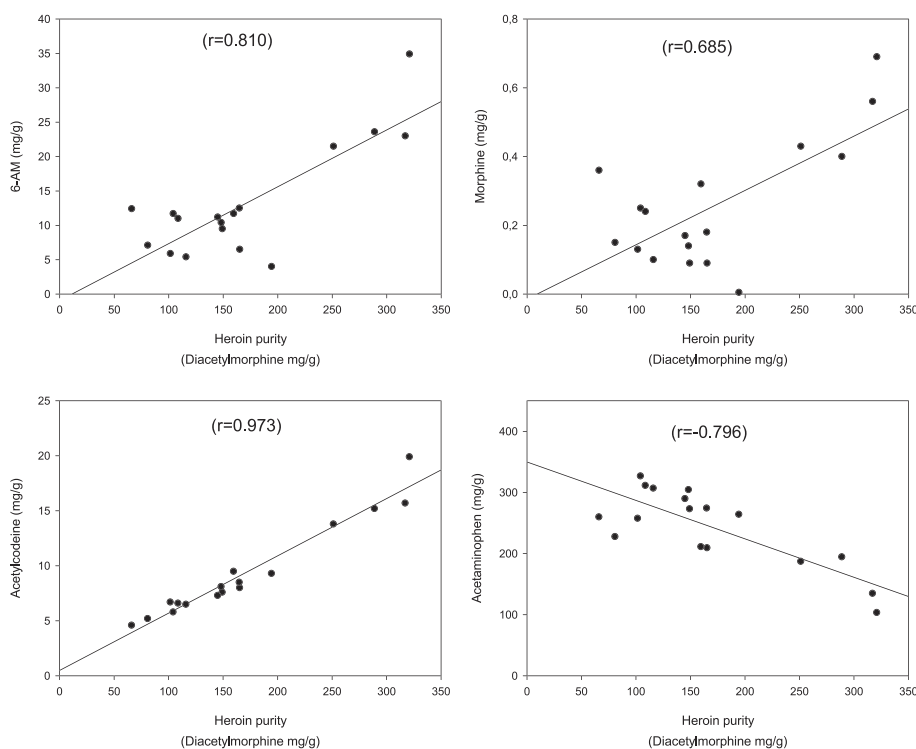 40
35
30
25
20
15
10
5
0
6-AM (mg/g)
(r=0.810)
0 50 100 150 200 250 300 350
Heroin purity
(Diacetylmorphine mg/g)
0,8
0,6
0,4
0,2
0,0
Morphine (mg/g)
(r=0.685)
0 50 100 150 200 250 300 350
Heroin purity
(Diacetylmorphine mg/g)
25
20
15
10
5
0
Acetylcodeine (mg/g)
(r=0.973)
0 50 100 150 200 250 300 350
Heroin purity
(Diacetylmorphine mg/g)
400
300
200
100
0
Acetaminophen (mg/g)
(r=-0.796)
0 50 100 150 200 250 300 350
Heroin purity
(Diacetylmorphine mg/g)